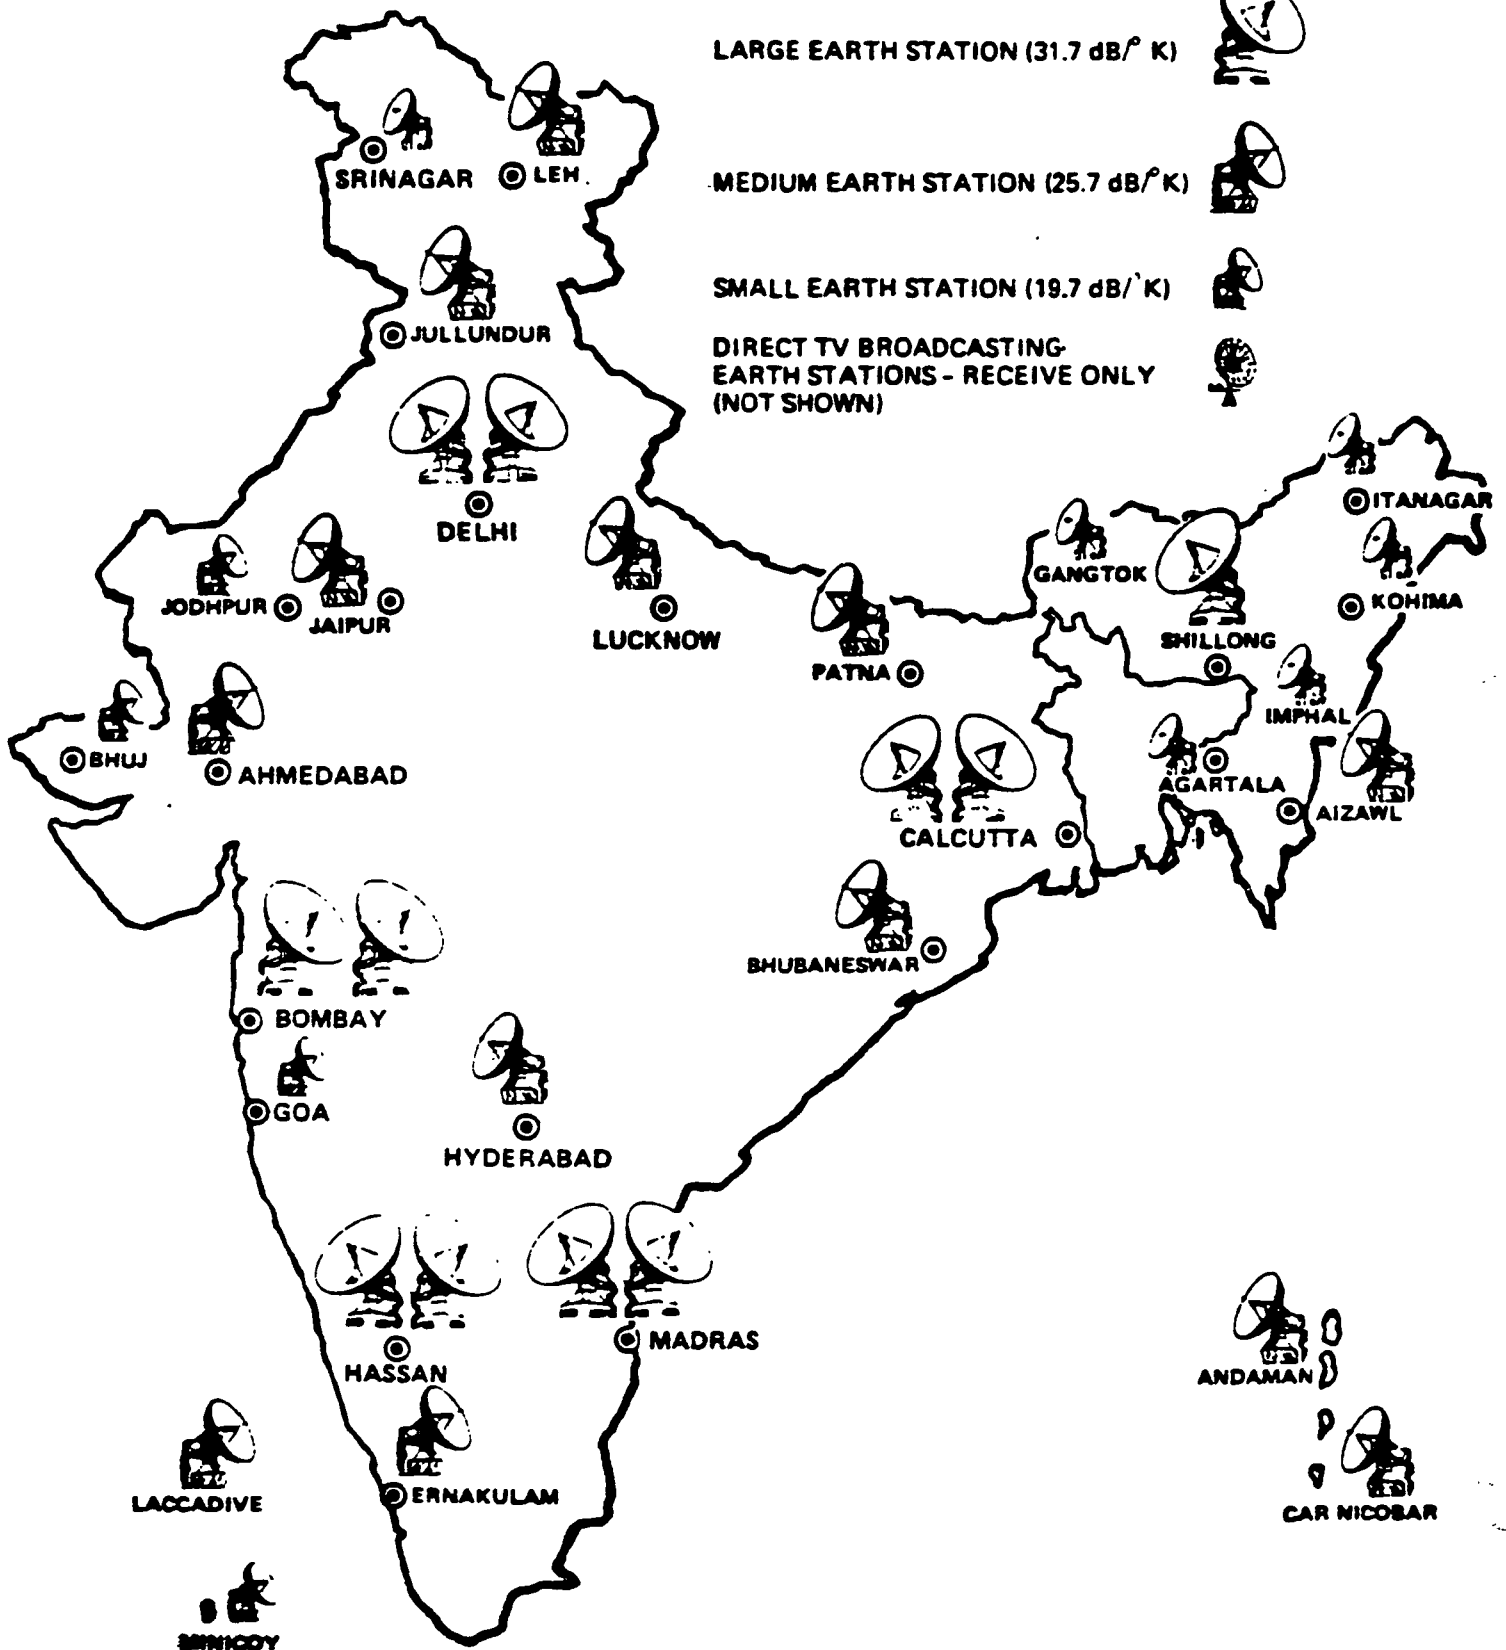 LARGE EARTH STATION (31.7 dB/° K)
MEDIUM EARTH STATION (25.7 dB/° K)
SMALL EARTH STATION (19.7 dB/ K)
DIRECT TV BROADCASTING
EARTH STATIONS - RECEIVE ONLY
(NOT SHOWN)
SRINAGAR
LEH
JULLUNDUR
DELHI
ITANAGAR
GANGTOK
KOHIMA
JODHPUR
JAIPUR
LUCKNOW
SHILLONG
PATNA
IMPHAL
BHUJ
AHMEDABAD
AGARTALA
AIZAWL
CALCUTTA
BHUBANESWAR
BOMBAY
GOA
HYDERABAD
MADRAS
HASSAN
ANDAMAN
LACCADIVE
ERNAKULAM
CAR NICOBAR
MINICOY